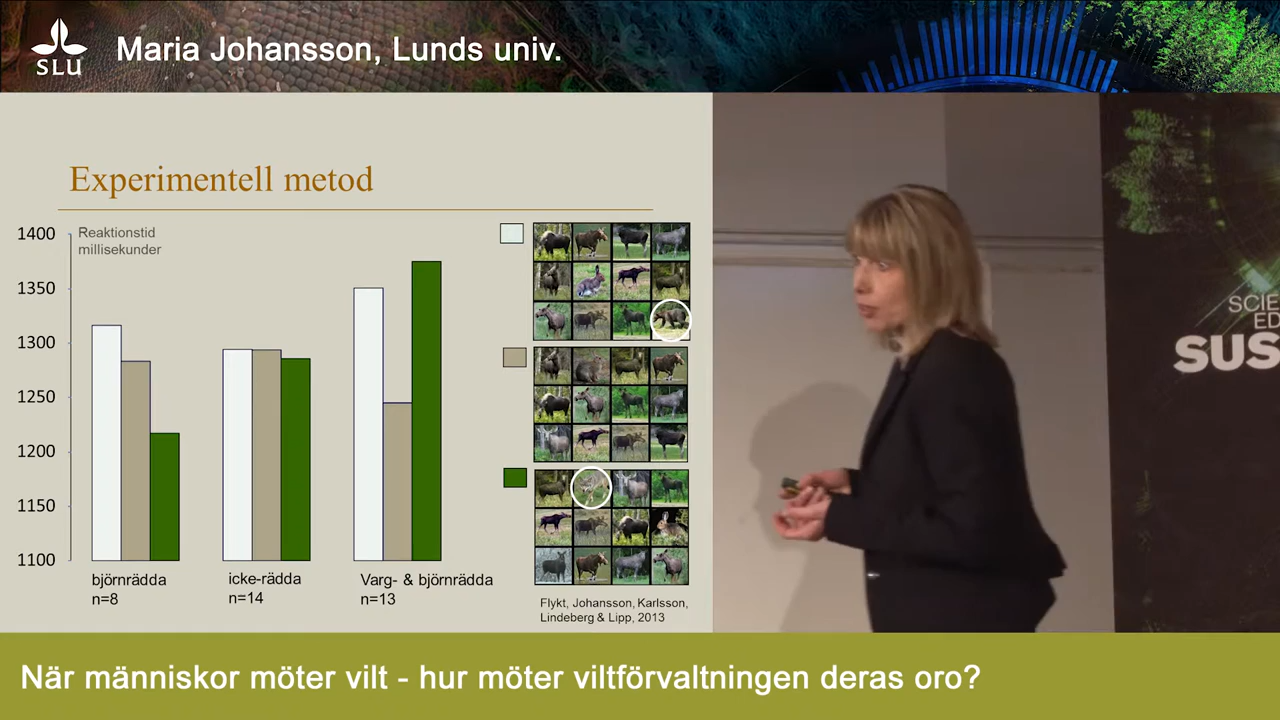 SLU
Maria Johansson, Lunds univ.
Experimentell metod
Reaktionstid
millisekunder
1400
1350
1300
1250
1200
1150
1100
björnrädda
n=8
icke-rädda
n=14
Varg- & björnrädda
n=13
Flykt, Johansson, Karlsson,
Lindeberg & Lipp, 2013
SCIE
ED
SUS
När människor möter vilt - hur möter viltförvaltningen deras oro?